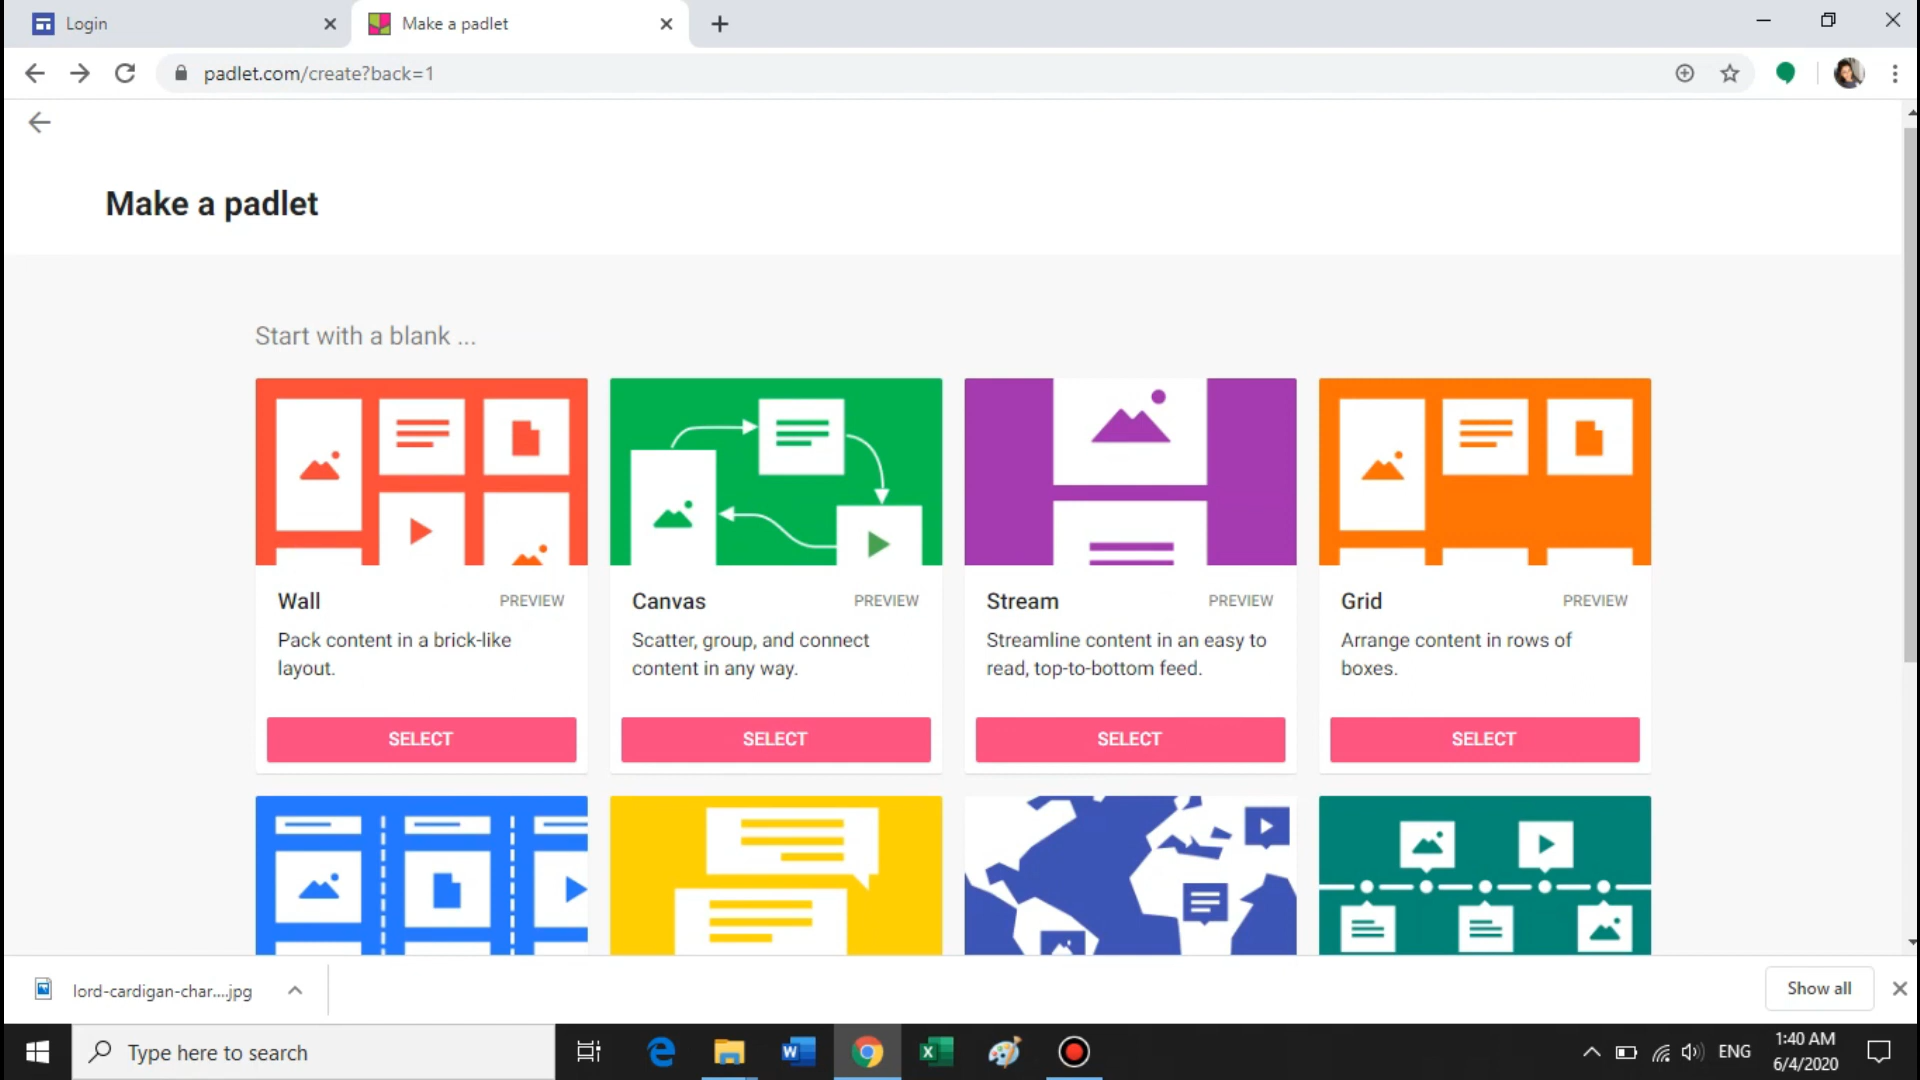 Login
Make a padlet
padlet.com/create?back=1
Make a padlet
Start with a blank ...
Wall PREVIEW
Pack content in a brick-like
layout.
SELECT
Canvas PREVIEW
Scatter, group, and connect
content in any way.
SELECT
Stream PREVIEW
Streamline content in an easy to
read, top-to-bottom feed.
SELECT
Grid PREVIEW
Arrange content in rows of
boxes.
SELECT
lord-cardigan-char....jpg
Show all
Type here to search
ENG
1:40 AM
6/4/2020